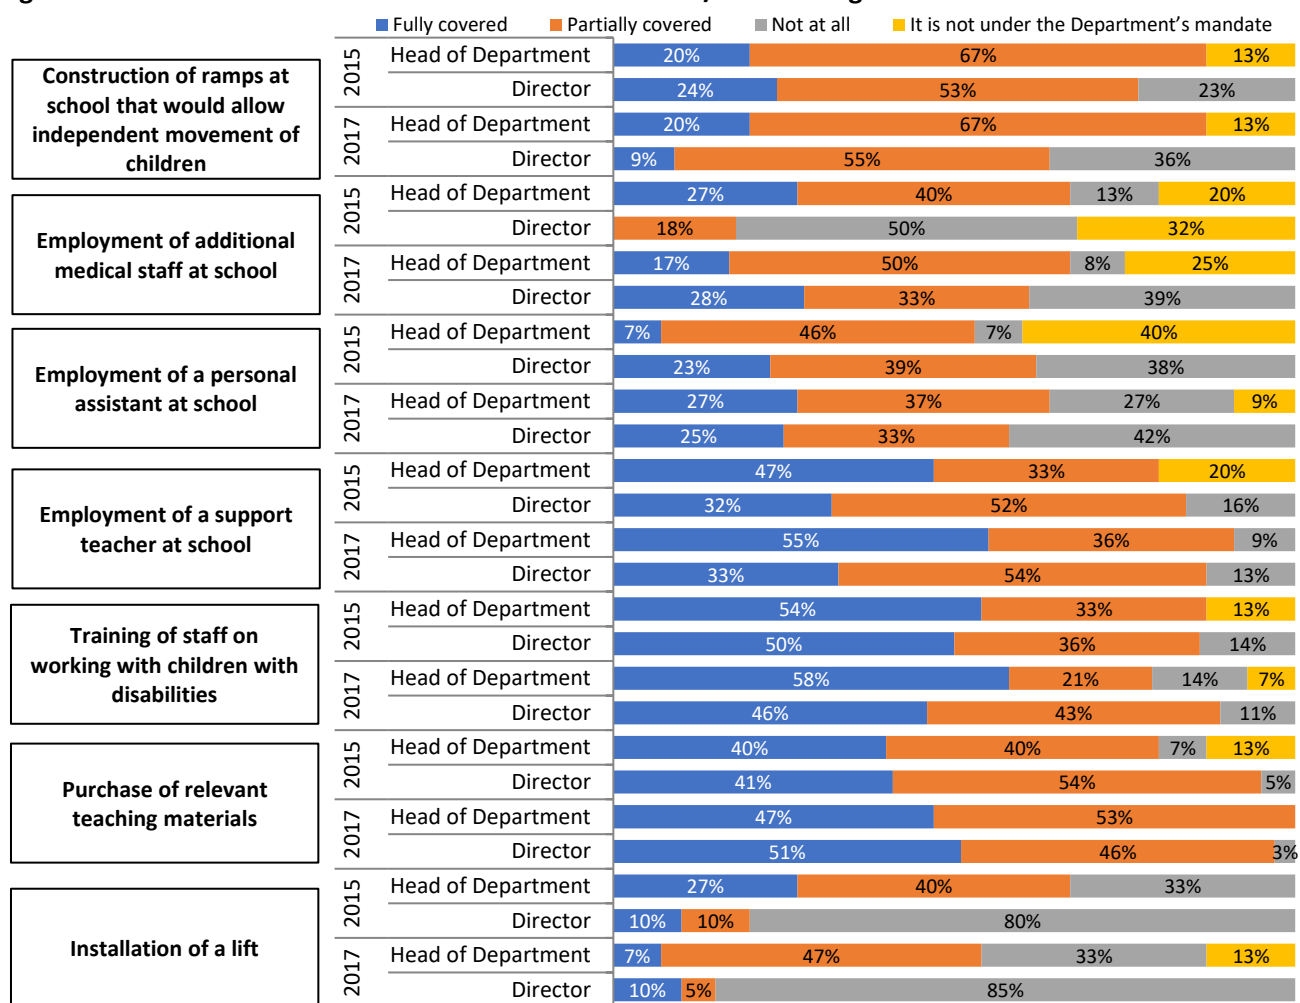 Fully covered Partially covered Not at all It is not under the Department's mandate
Construction of ramps at
school that would allow
independent movement of
children
2015
Head of Department 20% 67% 13%
Director 24% 53% 23%
2017
Head of Department 20% 67% 13%
Director 9% 55% 36%
Employment of additional
medical staff at school
2015
Head of Department 27% 40% 13% 20%
Director 18% 50% 32%
2017
Head of Department 17% 50% 8% 25%
Director 28% 33% 39%
Employment of a personal
assistant at school
2015
Head of Department 7% 46% 7% 40%
Director 23% 39% 38%
2017
Head of Department 27% 37% 27% 9%
Director 25% 33% 42%
Employment of a support
teacher at school
2015
Head of Department 47% 33% 20%
Director 32% 52% 16%
2017
Head of Department 55% 36% 9%
Director 33% 54% 13%
Training of staff on
working with children with
disabilities
2015
Head of Department 54% 33% 13%
Director 50% 36% 14%
2017
Head of Department 58% 21% 14% 7%
Director 46% 43% 11%
Purchase of relevant
teaching materials
2015
Head of Department 40% 40% 7% 13%
Director 41% 54% 5%
2017
Head of Department 47% 53%
Director 51% 46% 3%
Installation of a lift
2015
Head of Department 27% 40% 33%
Director 10% 10% 80%
2017
Head of Department 7% 47% 33% 13%
Director 10% 5% 85%